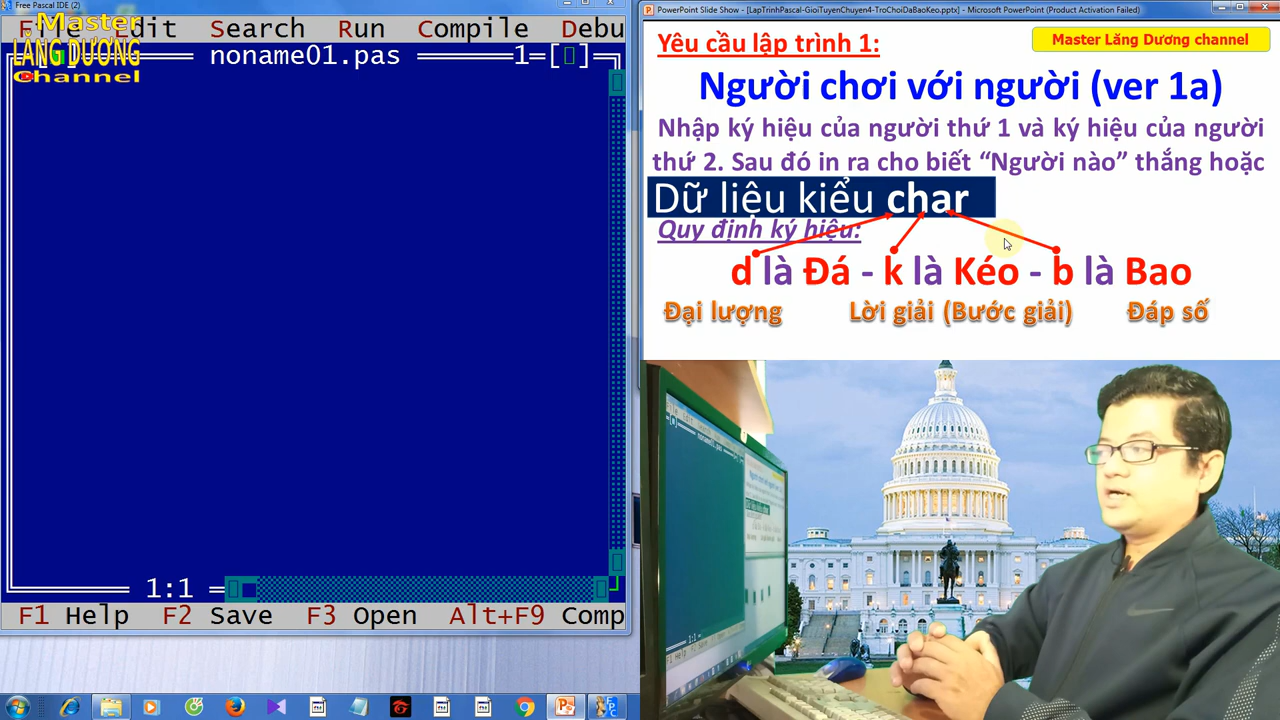 Free Pascal IDE (2)
File Edit Search Run Compile Debu
Master
LĂNG DƯƠNG
Channel
noname01.pas 1
1:1
F1 Help F2 Save F3 Open Alt+F9 Comp
PowerPoint Slide Show - [LapTrinhPascal-GioiTuyenChuyen4-TroChoiDaBaoKeo.pptx] - Microsoft PowerPoint (Product Activation Failed)
Yêu cầu lập trình 1:
Master Lăng Dương channel
Người chơi với người (ver 1a)
Nhập ký hiệu của người thứ 1 và ký hiệu của người
thứ 2. Sau đó in ra cho biết “Người nào” thắng hoặc
Dữ liệu kiểu char
Quy định ký hiệu:
d là Đá - k là Kéo - b là Bao
Đại lượng Lời giải (Bước giải) Đáp số